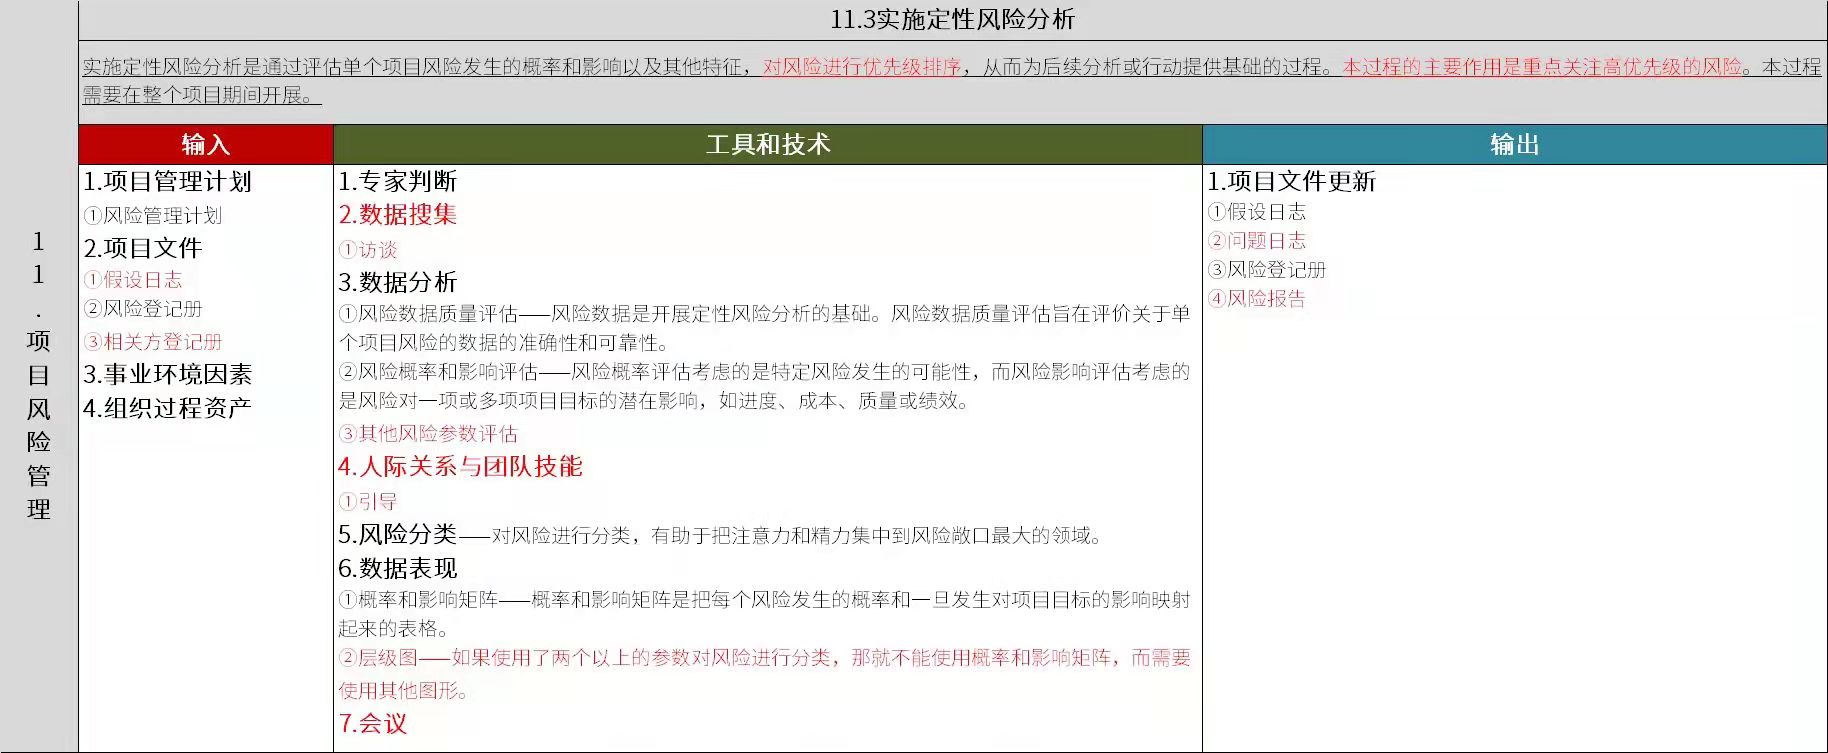 11.3实施定性风险分析
实施定性风险分析是通过评估单个项目风险发生的概率和影响以及其他特征，对风险进行优先级排序，从而为后续分析或行动提供基础的过程。本过程的主要作用是重点关注高优先级的风险。本过程
需要在整个项目期间开展。
11.项目风险管理
输入
1.项目管理计划
①风险管理计划
2.项目文件
①假设日志
②风险登记册
③相关方登记册
3.事业环境因素
4.组织过程资产
工具和技术
1.专家判断
2.数据搜集
①访谈
3.数据分析
①风险数据质量评估——风险数据是开展定性风险分析的基础。风险数据质量评估旨在评价关于单
个项目风险的数据的准确性和可靠性。
②风险概率和影响评估——风险概率评估考虑的是特定风险发生的可能性，而风险影响评估考虑的
是风险对一项或多项项目目标的潜在影响，如进度、成本、质量或绩效。
③其他风险参数评估
4.人际关系与团队技能
①引导
5.风险分类——对风险进行分类，有助于把注意力和精力集中到风险敞口最大的领域。
6.数据表现
①概率和影响矩阵——概率和影响矩阵是把每个风险发生的概率和一旦发生对项目目标的影响映射
起来的表格。
②层级图——如果使用了两个以上的参数对风险进行分类，那就不能使用概率和影响矩阵，而需要
使用其他图形。
7.会议
输出
1.项目文件更新
①假设日志
②问题日志
③风险登记册
④风险报告